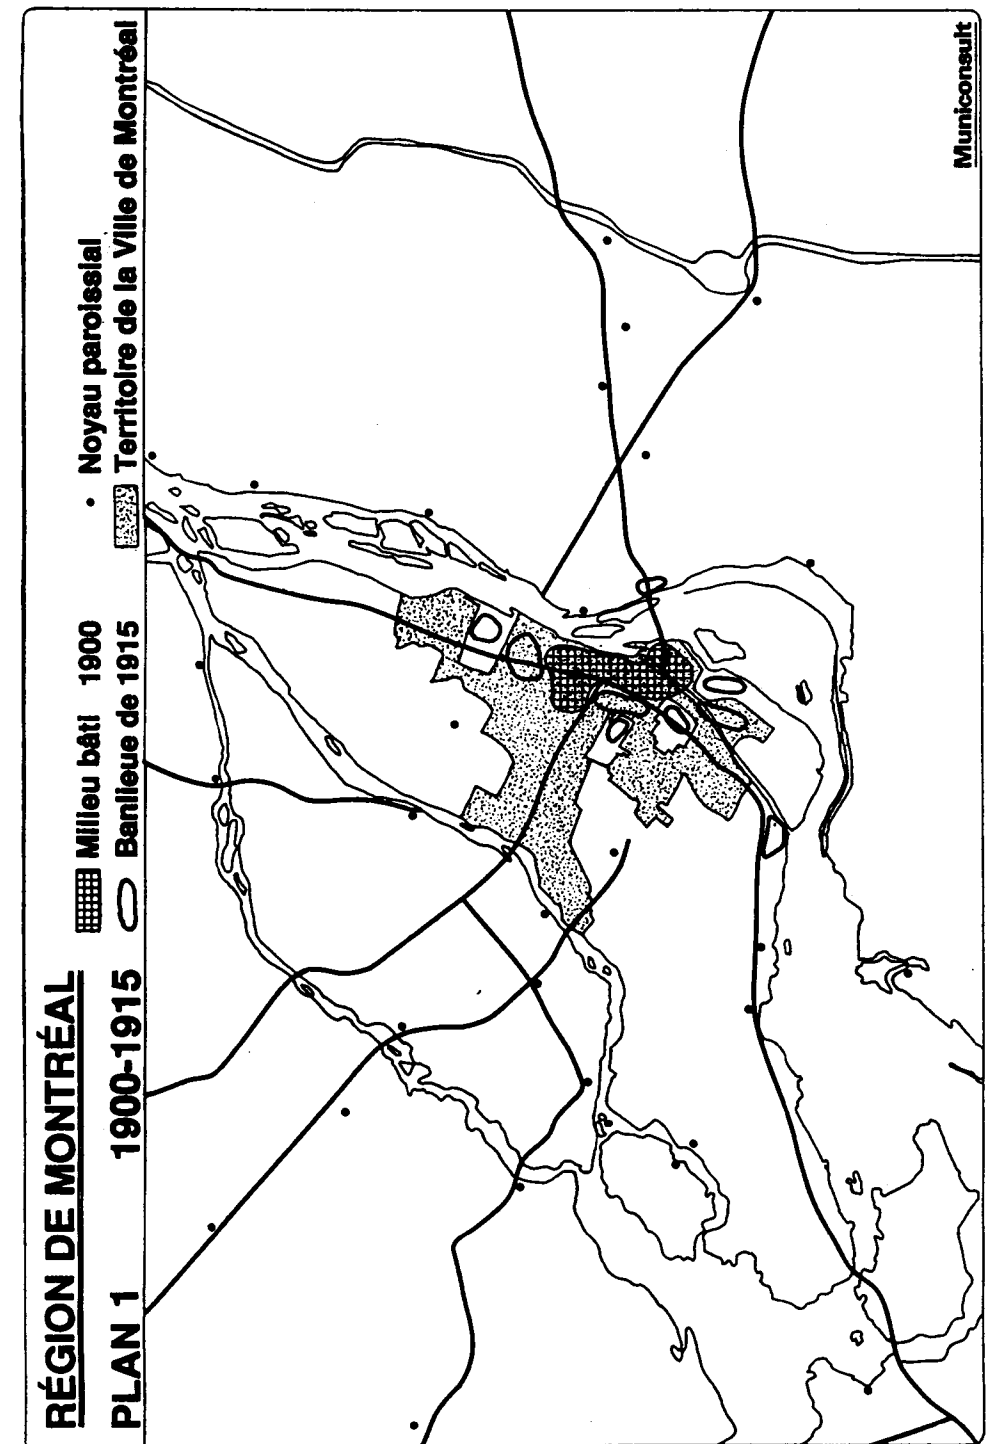 RÉGION DE MONTRÉAL
PLAN 1 1900-1915
Milieu bâti 1900
Banlieue de 1915
Noyau paroissial
Territoire de la Ville de Montréal
Municonsult